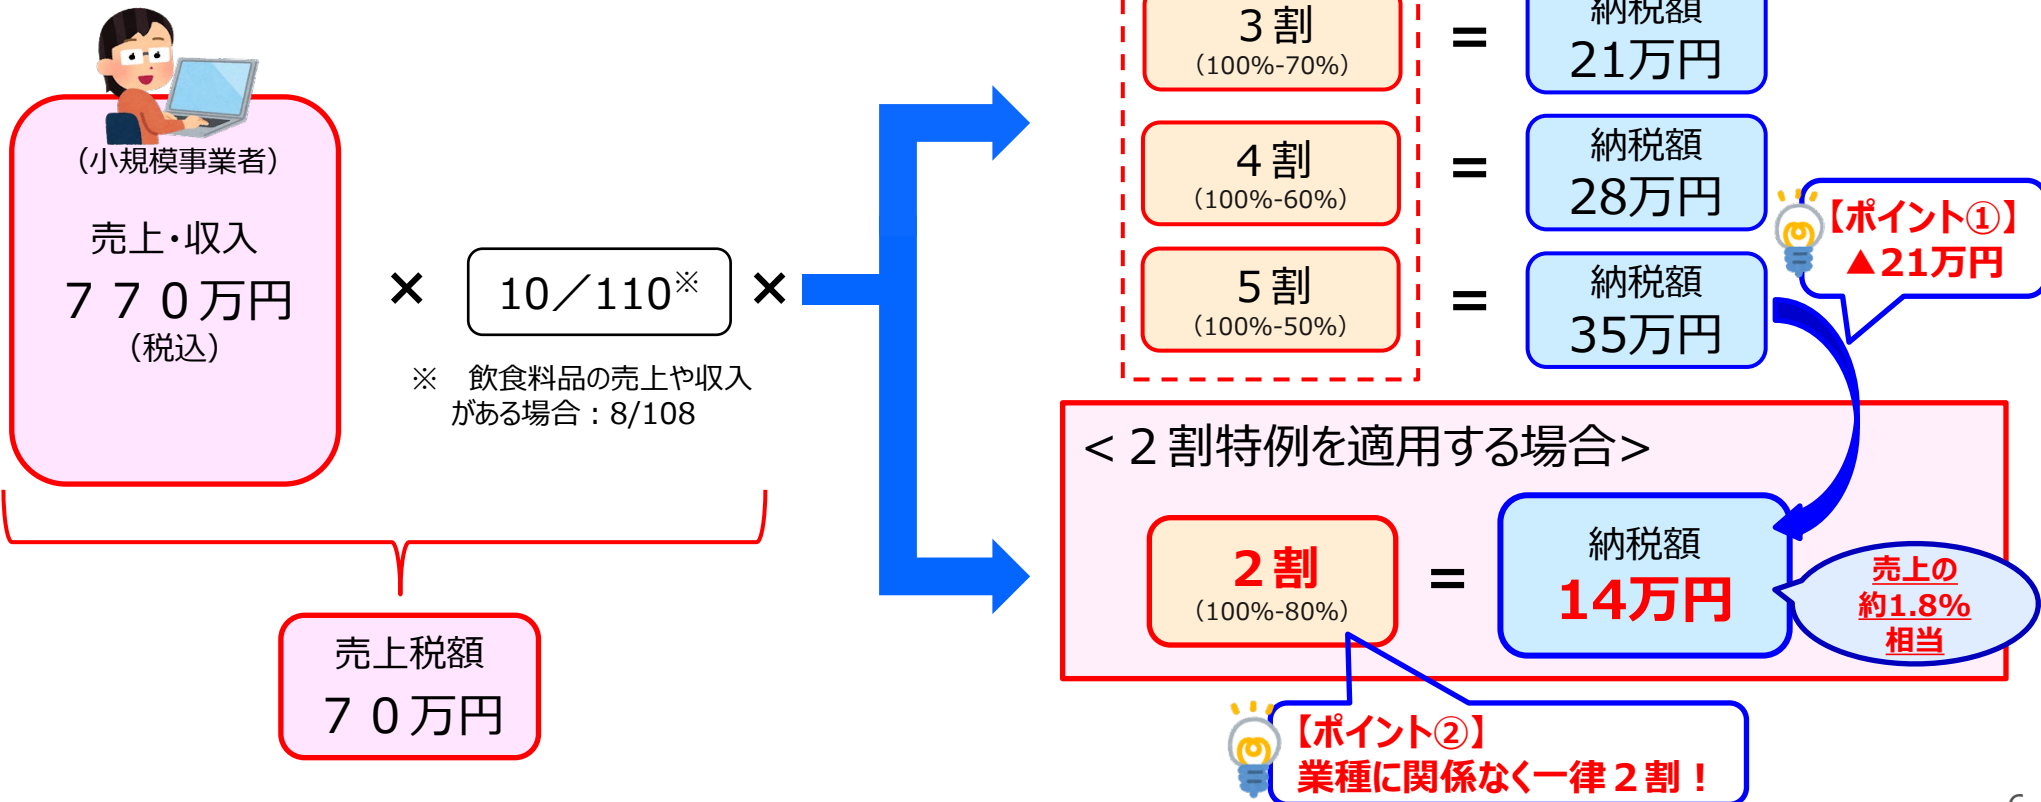 （小規模事業者）
売上・収入
７７０万円
（税込）
×
10／110※
×
※　飲食料品の売上や収入
がある場合：8/108
売上税額
７０万円
３割
（100%-70%）
＝
納税額
21万円
４割
（100%-60%）
＝
納税額
28万円
５割
（100%-50%）
＝
納税額
35万円
【ポイント①】
▲21万円
＜２割特例を適用する場合＞
２割
（100%-80%）
＝
納税額
14万円
売上の
約1.8%
相当
【ポイント②】
業種に関係なく一律２割！